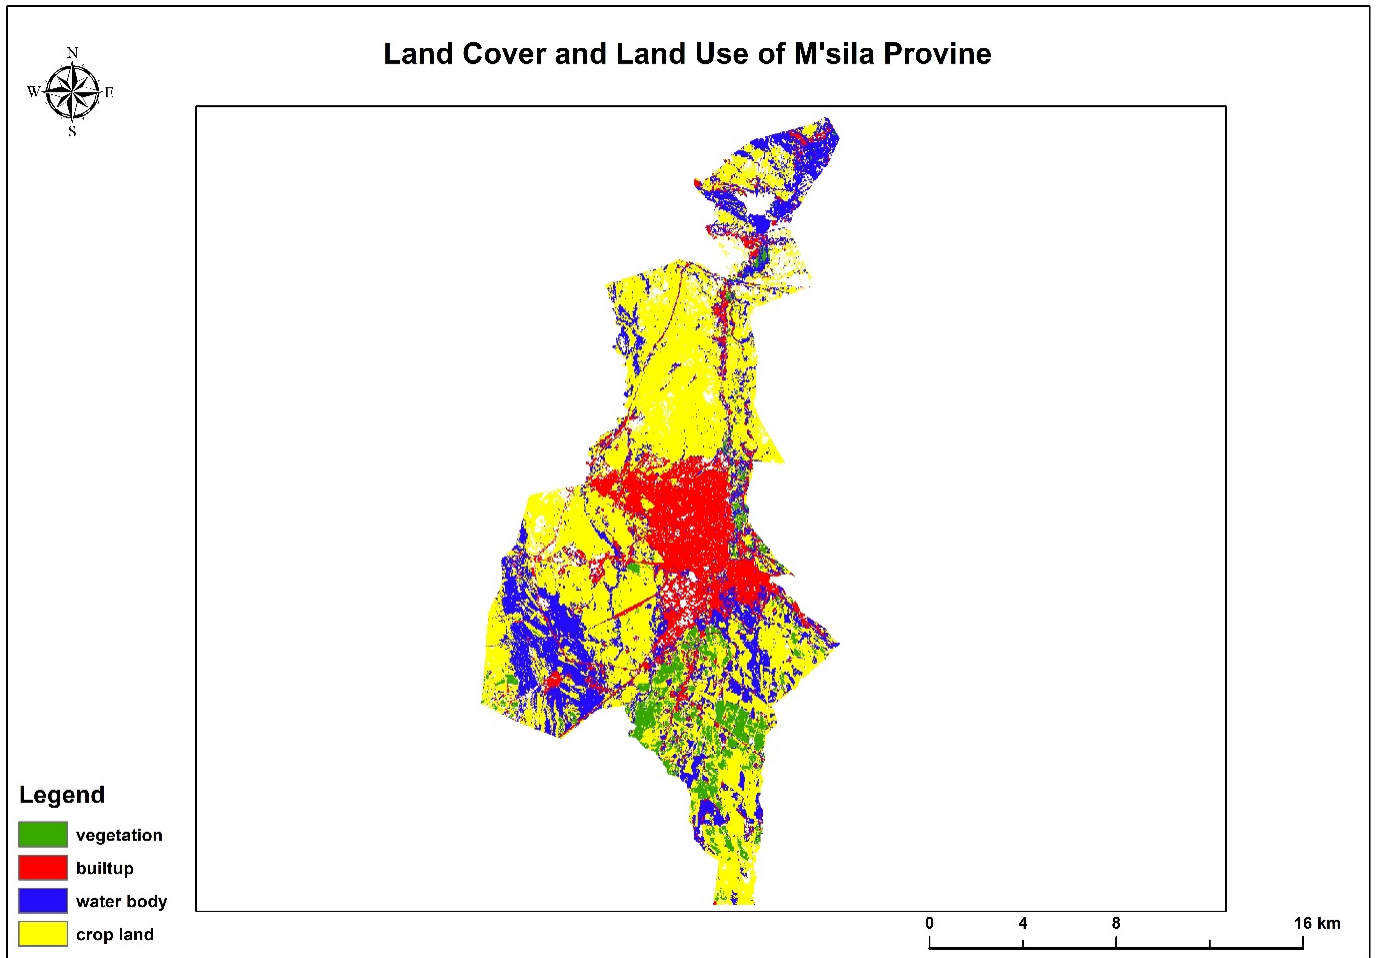 Land Cover and Land Use of M'sila Provine
N
W E
S
Legend
vegetation
builtup
water body
crop land
0 4 8 16 km